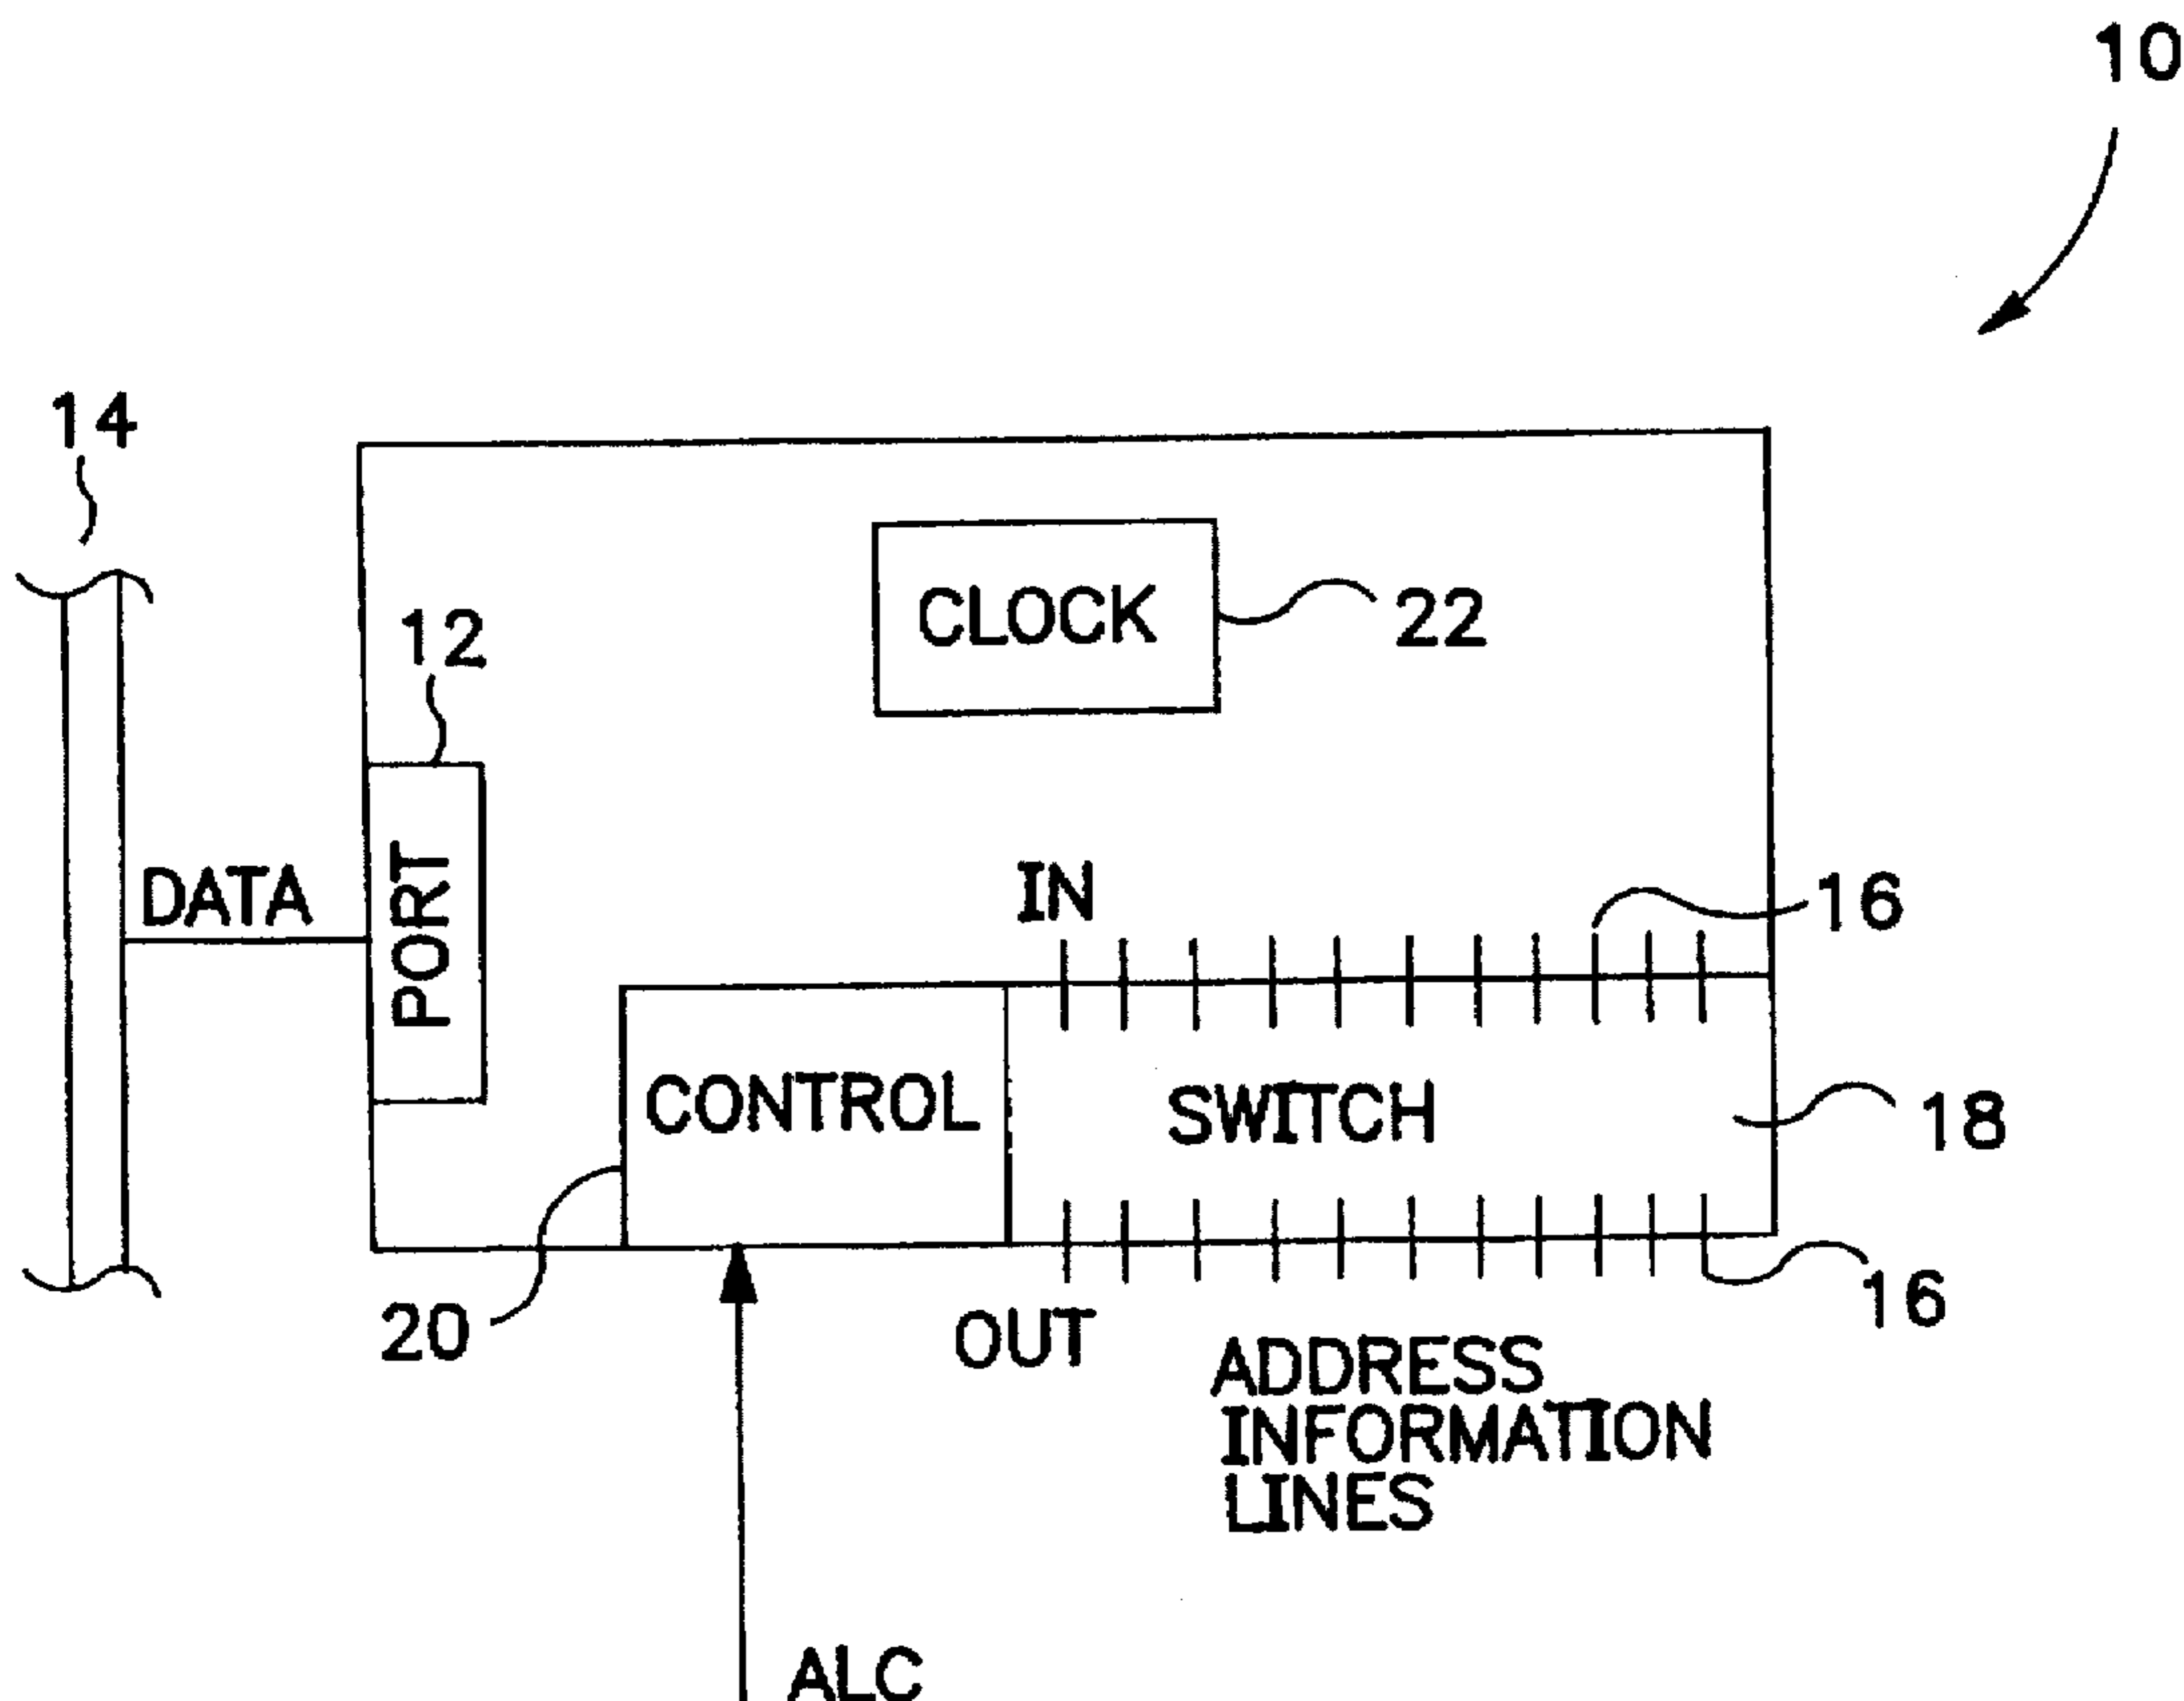 10
14
CLOCK
22
12
PORT
DATA
IN
16
CONTROL
SWITCH
18
20
OUT
16
ADDRESS
INFORMATION
LINES
ALC